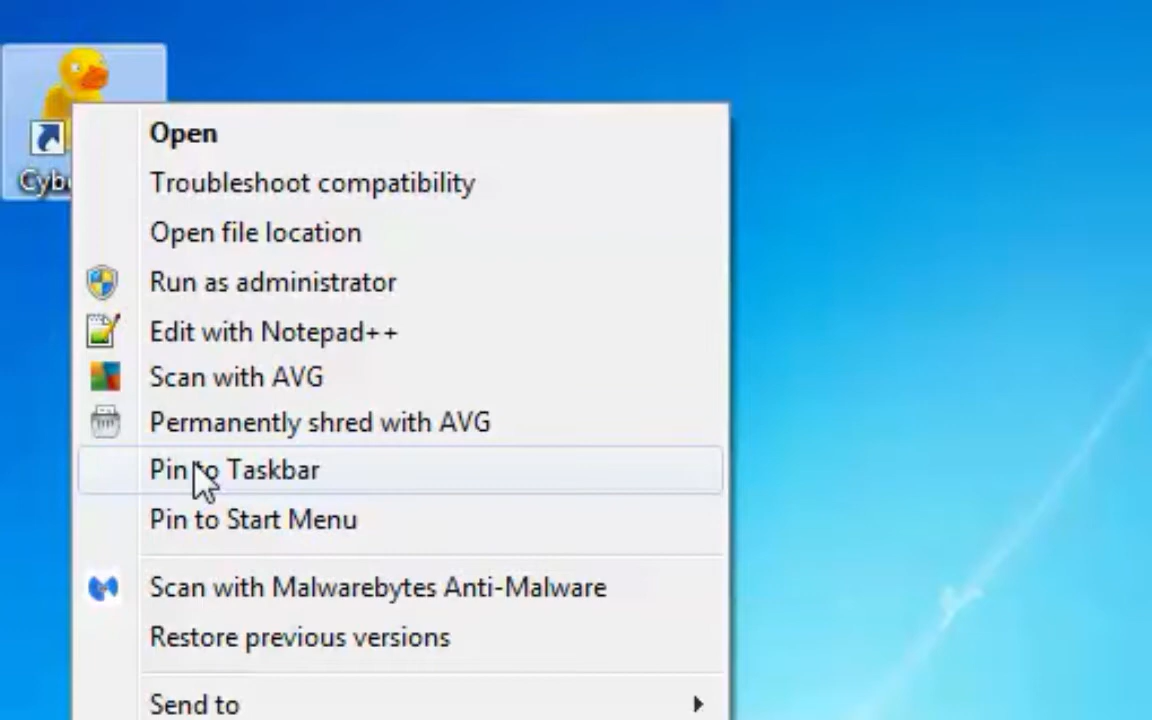 Open
Troubleshoot compatibility
Open file location
Run as administrator
Edit with Notepad++
Scan with AVG
Permanently shred with AVG
Pin to Taskbar
Pin to Start Menu
Scan with Malwarebytes Anti-Malware
Restore previous versions
Send to